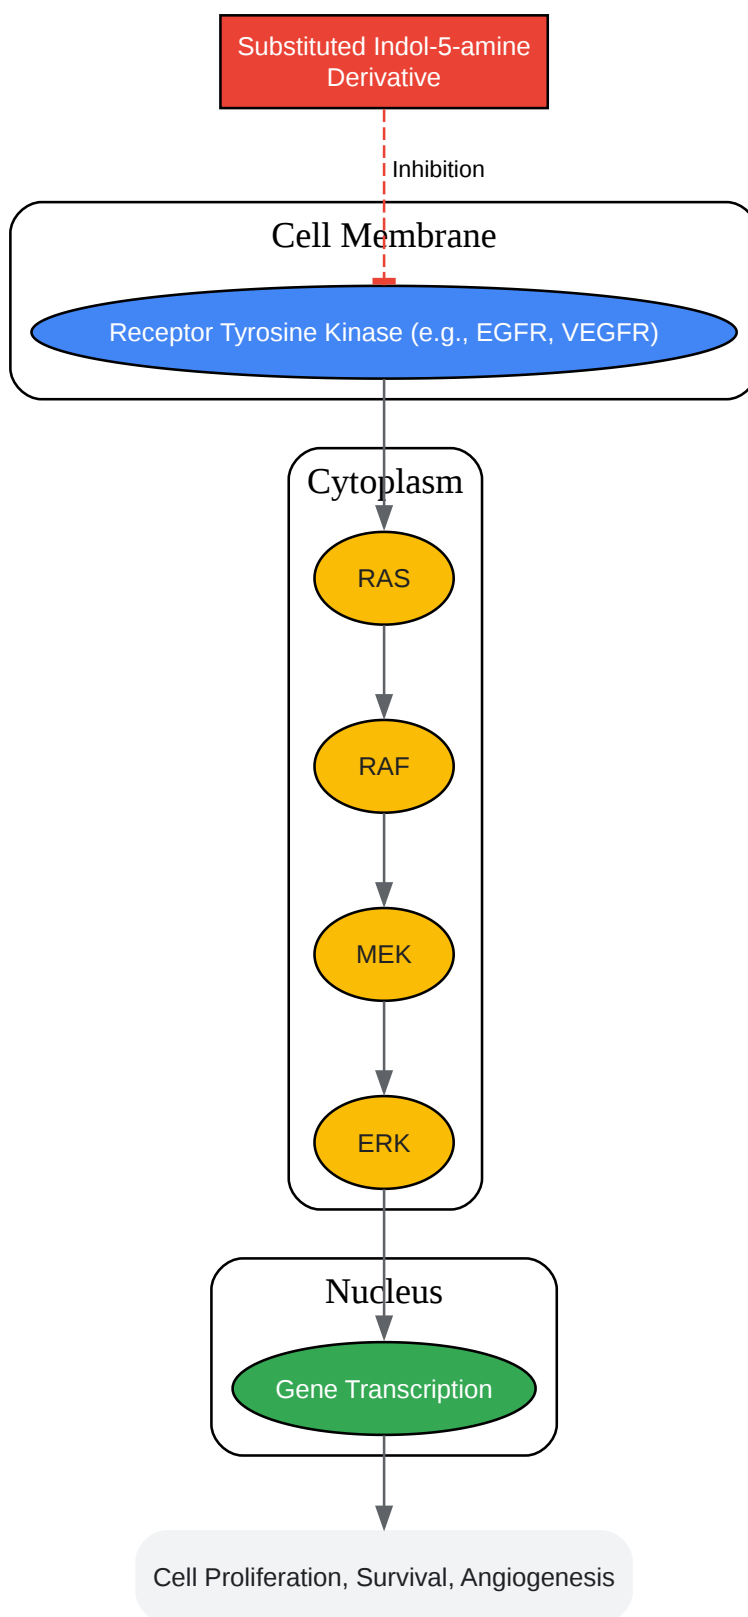 Substituted Indol-5-amine
Derivative
Inhibition
Cell Membrane
Receptor Tyrosine Kinase (e.g., EGFR, VEGFR)
Cytoplasm
RAS
RAF
MEK
ERK
Nucleus
Gene Transcription
Cell Proliferation, Survival, Angiogenesis